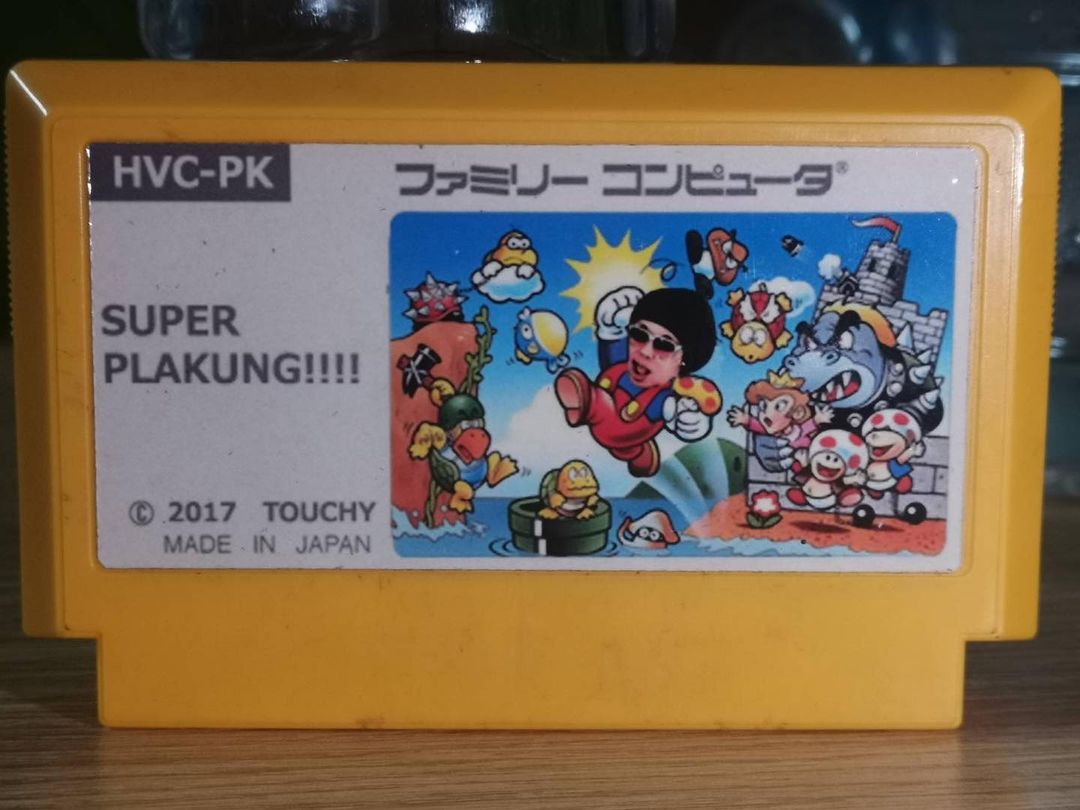 HVC-PK
ファミリー コンピュータ®
SUPER
PLAKUNG!!!!
© 2017 TOUCHY
MADE IN JAPAN